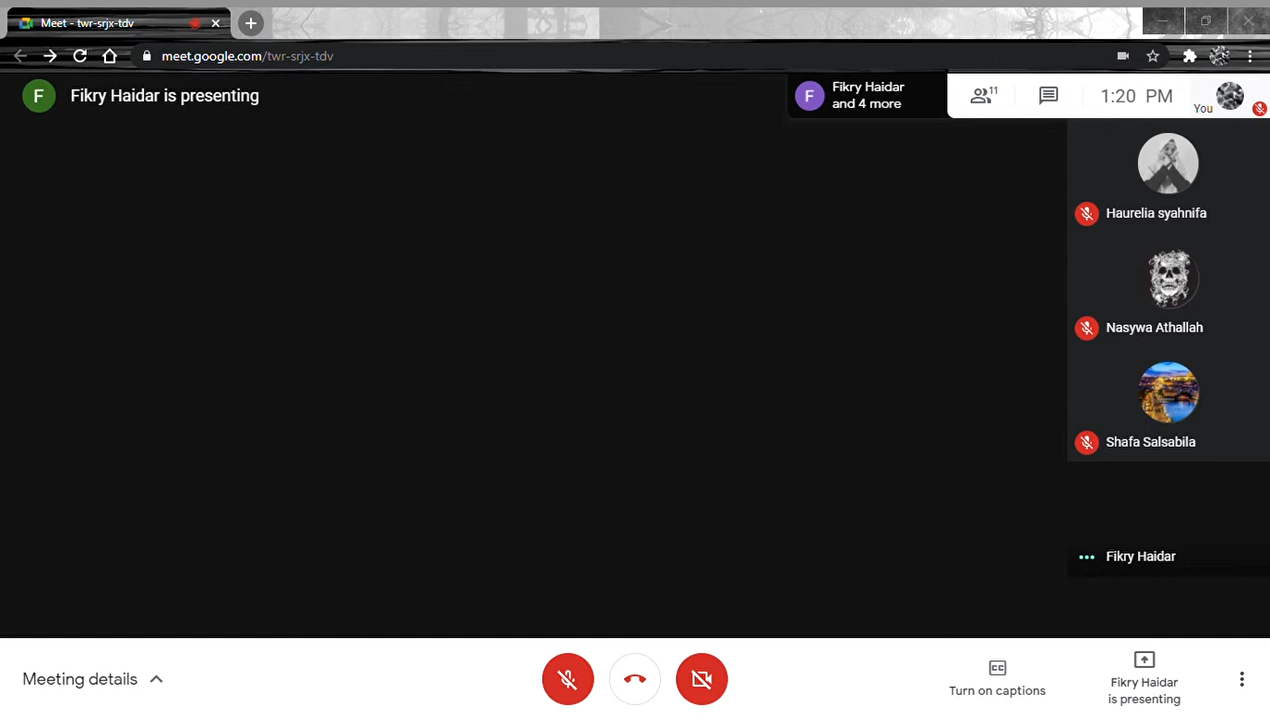 Meet - twr-srjx-tdv
meet.google.com/twr-srjx-tdv
F
Fikry Haidar is presenting
F
Fikry Haidar
and 4 more
11
1:20 PM
You
Haurelia syahnifa
Nasywa Athallah
Shafa Salsabila
Fikry Haidar
Meeting details
CC
Turn on captions
Fikry Haidar
is presenting